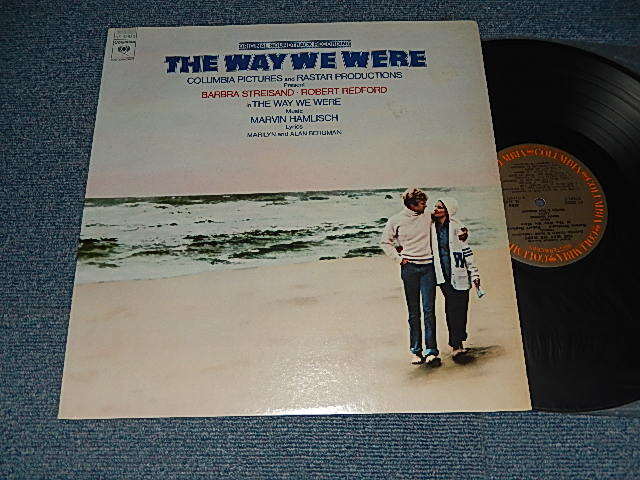 ORIGINAL SOUNDTRACK RECORDING
THE WAY WE WERE
COLUMBIA PICTURES and RASTAR PRODUCTIONS
Present
BARBRA STREISAND · ROBERT REDFORD
in THE WAY WE WERE
Music
MARVIN HAMLISCH
Lyrics
MARILYN and ALAN BERGMAN
COLUMBIA